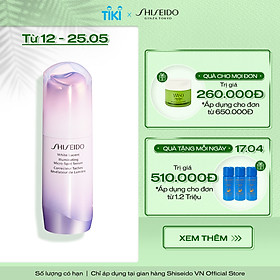 TIKI × SHISEIDO
GINZA TOKYO
Từ 12 - 25.05
SHISEIDO
White Lucent
Illuminating
Micro-Spot Serum
QUÀ CHO MỌI ĐƠN
Trị giá
260.000Đ
*Áp dụng cho đơn
từ 650.000Đ
QUÀ TẶNG MỖI NGÀY 17.04
Trị giá
510.000Đ
*Áp dụng cho đơn
từ 1.2 Triệu
XEM THÊM
Số lượng có hạn | Chỉ áp dụng tại gian hàng Shiseido VN Official Store